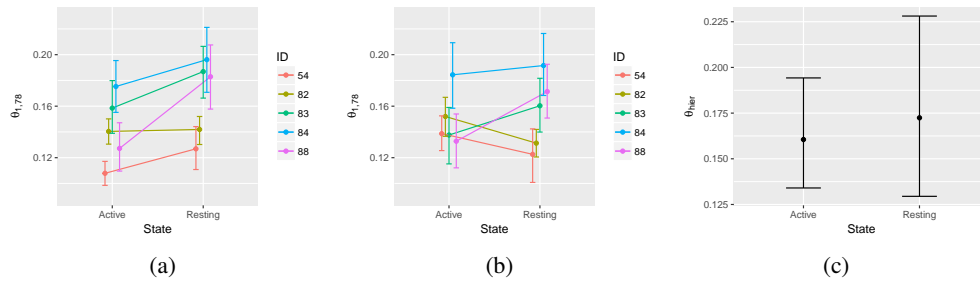 θ1,78
0.20
0.16
0.12
Active
Resting
State
ID
54
82
83
84
88
(a)
θ1,78
0.20
0.16
0.12
Active
Resting
State
ID
54
82
83
84
88
(b)
θhier
0.225
0.200
0.175
0.150
0.125
Active
Resting
State
(c)